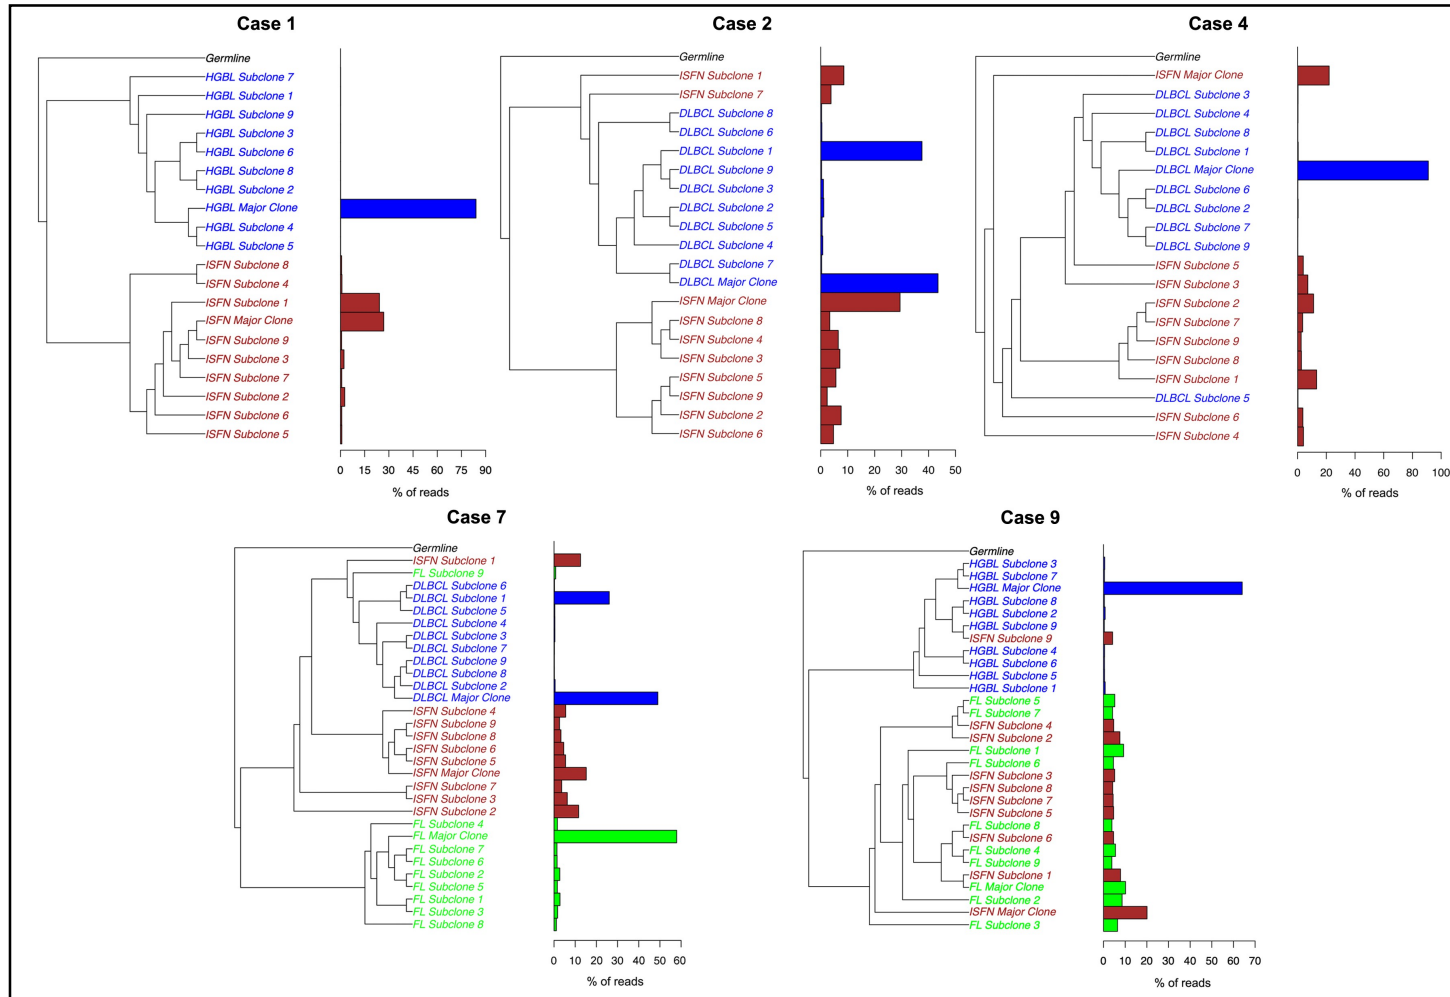 Case 1
Germline
HGBL Subclone 7
HGBL Subclone 1
HGBL Subclone 9
HGBL Subclone 3
HGBL Subclone 6
HGBL Subclone 8
HGBL Subclone 2
HGBL Major Clone
HGBL Subclone 4
HGBL Subclone 5
ISFN Subclone 8
ISFN Subclone 4
ISFN Subclone 1
ISFN Major Clone
ISFN Subclone 9
ISFN Subclone 3
ISFN Subclone 7
ISFN Subclone 2
ISFN Subclone 6
ISFN Subclone 5
0 15 30 45 60 75 90
% of reads
Case 2
Germline
ISFN Subclone 1
ISFN Subclone 7
DLBCL Subclone 8
DLBCL Subclone 6
DLBCL Subclone 1
DLBCL Subclone 9
DLBCL Subclone 3
DLBCL Subclone 2
DLBCL Subclone 5
DLBCL Subclone 4
DLBCL Subclone 7
DLBCL Major Clone
ISFN Major Clone
ISFN Subclone 8
ISFN Subclone 4
ISFN Subclone 3
ISFN Subclone 5
ISFN Subclone 9
ISFN Subclone 2
ISFN Subclone 6
0 10 20 30 40 50
% of reads
Case 4
Germline
ISFN Major Clone
DLBCL Subclone 3
DLBCL Subclone 4
DLBCL Subclone 8
DLBCL Subclone 1
DLBCL Major Clone
DLBCL Subclone 6
DLBCL Subclone 2
DLBCL Subclone 7
DLBCL Subclone 9
ISFN Subclone 5
ISFN Subclone 3
ISFN Subclone 2
ISFN Subclone 7
ISFN Subclone 9
ISFN Subclone 8
ISFN Subclone 1
DLBCL Subclone 5
ISFN Subclone 6
ISFN Subclone 4
0 20 40 60 80 100
% of reads
Case 7
Germline
ISFN Subclone 1
FL Subclone 9
DLBCL Subclone 6
DLBCL Subclone 1
DLBCL Subclone 5
DLBCL Subclone 4
DLBCL Subclone 3
DLBCL Subclone 7
DLBCL Subclone 9
DLBCL Subclone 8
DLBCL Subclone 2
DLBCL Major Clone
ISFN Subclone 4
ISFN Subclone 9
ISFN Subclone 8
ISFN Subclone 6
ISFN Subclone 5
ISFN Major Clone
ISFN Subclone 7
ISFN Subclone 3
ISFN Subclone 2
FL Subclone 4
FL Major Clone
FL Subclone 7
FL Subclone 6
FL Subclone 2
FL Subclone 5
FL Subclone 1
FL Subclone 3
FL Subclone 8
0 10 20 30 40 50 60
% of reads
Case 9
Germline
HGBL Subclone 3
HGBL Subclone 7
HGBL Major Clone
HGBL Subclone 8
HGBL Subclone 2
HGBL Subclone 9
ISFN Subclone 9
HGBL Subclone 4
HGBL Subclone 6
HGBL Subclone 5
HGBL Subclone 1
FL Subclone 5
FL Subclone 7
ISFN Subclone 4
ISFN Subclone 2
FL Subclone 1
FL Subclone 6
ISFN Subclone 3
ISFN Subclone 8
ISFN Subclone 7
ISFN Subclone 5
FL Subclone 8
ISFN Subclone 6
FL Subclone 4
FL Subclone 9
ISFN Subclone 1
FL Major Clone
FL Subclone 2
ISFN Major Clone
FL Subclone 3
0 10 20 30 40 50 60 70
% of reads